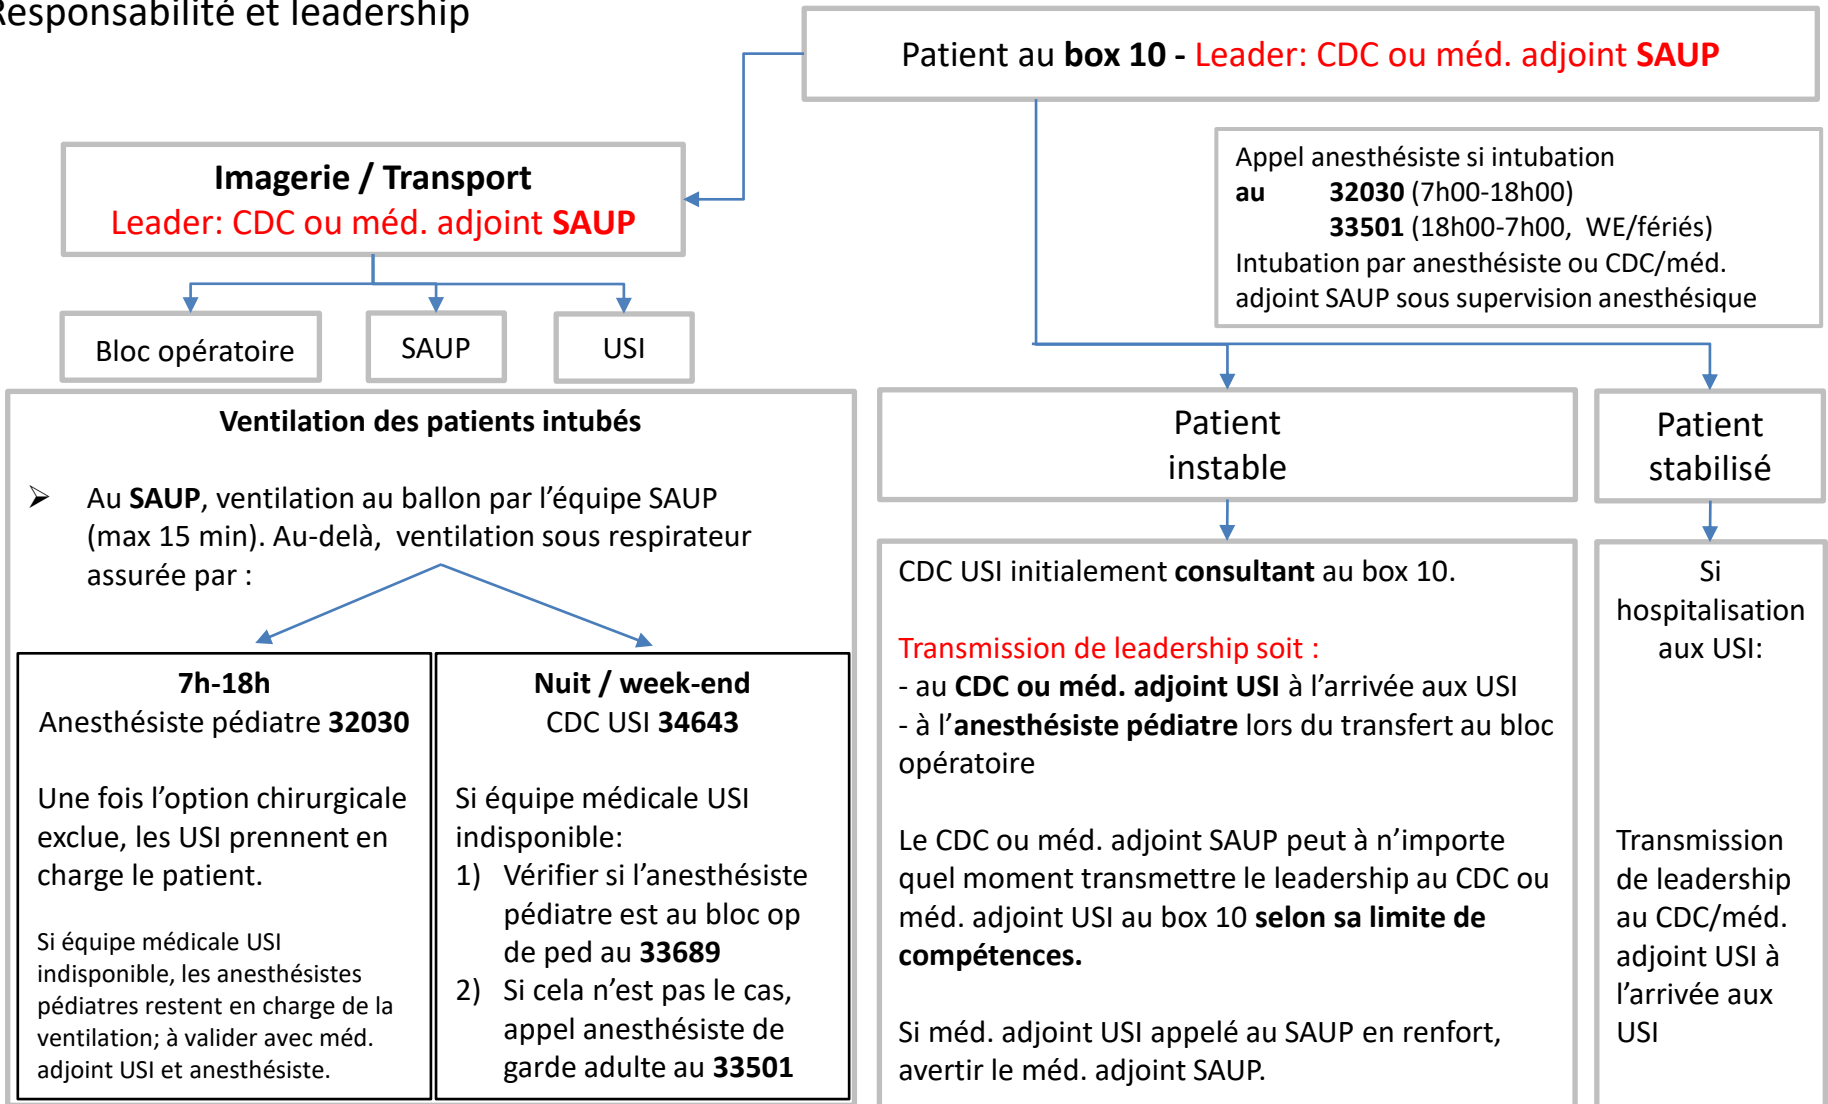 Responsabilité et leadership
Patient au box 10 - Leader: CDC ou méd. adjoint SAUP
Imagerie / Transport
Leader: CDC ou méd. adjoint SAUP
Appel anesthésiste si intubation
au 32030 (7h00-18h00)
33501 (18h00-7h00, WE/fériés)
Intubation par anesthésiste ou CDC/méd.
adjoint SAUP sous supervision anesthésique
Bloc opératoire
SAUP
USI
Ventilation des patients intubés
➢ Au SAUP, ventilation au ballon par l’équipe SAUP
(max 15 min). Au-delà, ventilation sous respirateur
assurée par :
7h-18h
Anesthésiste pédiatre 32030
Une fois l’option chirurgicale
exclue, les USI prennent en
charge le patient.
Si équipe médicale USI
indisponible, les anesthésistes
pédiatres restent en charge de la
ventilation; à valider avec méd.
adjoint USI et anesthésiste.
Nuit / week-end
CDC USI 34643
Si équipe médicale USI
indisponible:
1) Vérifier si l’anesthésiste
pédiatre est au bloc op
de ped au 33689
2) Si cela n’est pas le cas,
appel anesthésiste de
garde adulte au 33501
Patient
instable
CDC USI initialement consultant au box 10.
Transmission de leadership soit :
- au CDC ou méd. adjoint USI à l’arrivée aux USI
- à l’anesthésiste pédiatre lors du transfert au bloc
opératoire
Le CDC ou méd. adjoint SAUP peut à n’importe
quel moment transmettre le leadership au CDC ou
méd. adjoint USI au box 10 selon sa limite de
compétences.
Si méd. adjoint USI appelé au SAUP en renfort,
avertir le méd. adjoint SAUP.
Patient
stabilisé
Si
hospitalisation
aux USI:
Transmission
de leadership
au CDC/méd.
adjoint USI à
l’arrivée aux
USI